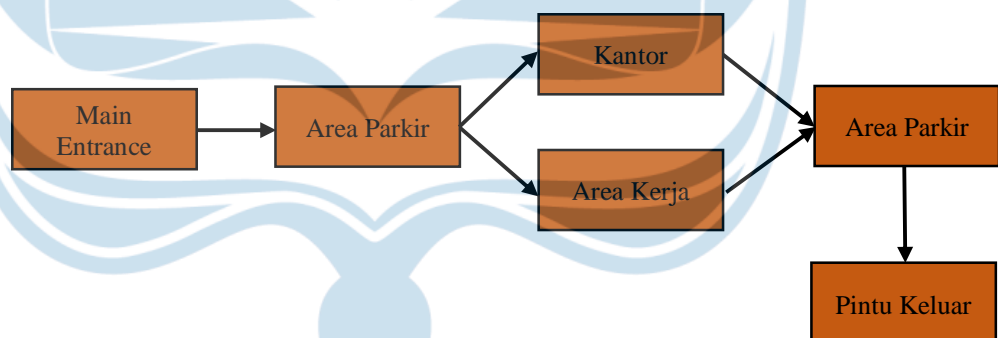 Main
Entrance
Area Parkir
Kantor
Area Kerja
Area Parkir
Pintu Keluar